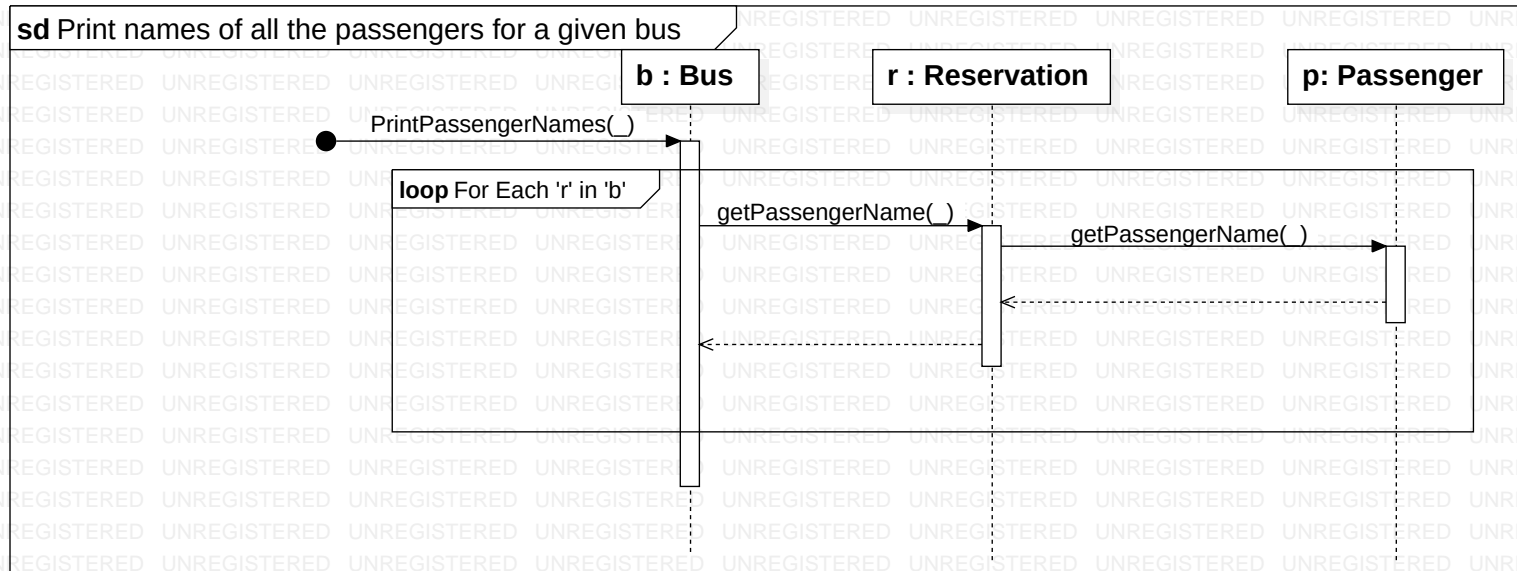 sd Print names of all the passengers for a given bus
b : Bus
r : Reservation
p: Passenger
PrintPassengerNames(_)
loop For Each 'r' in 'b'
getPassengerName(_)
getPassengerName(_)
UNREGISTERED